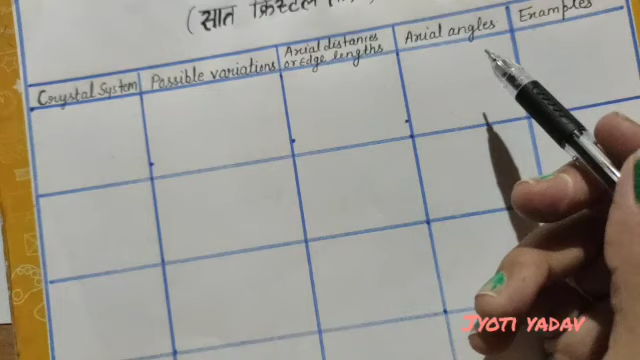 (सात क्रिस्टल
Crystal System
Possible variations
Axial distances
or Edge lengths
Axial angles
Examples
JYOTI YADAV